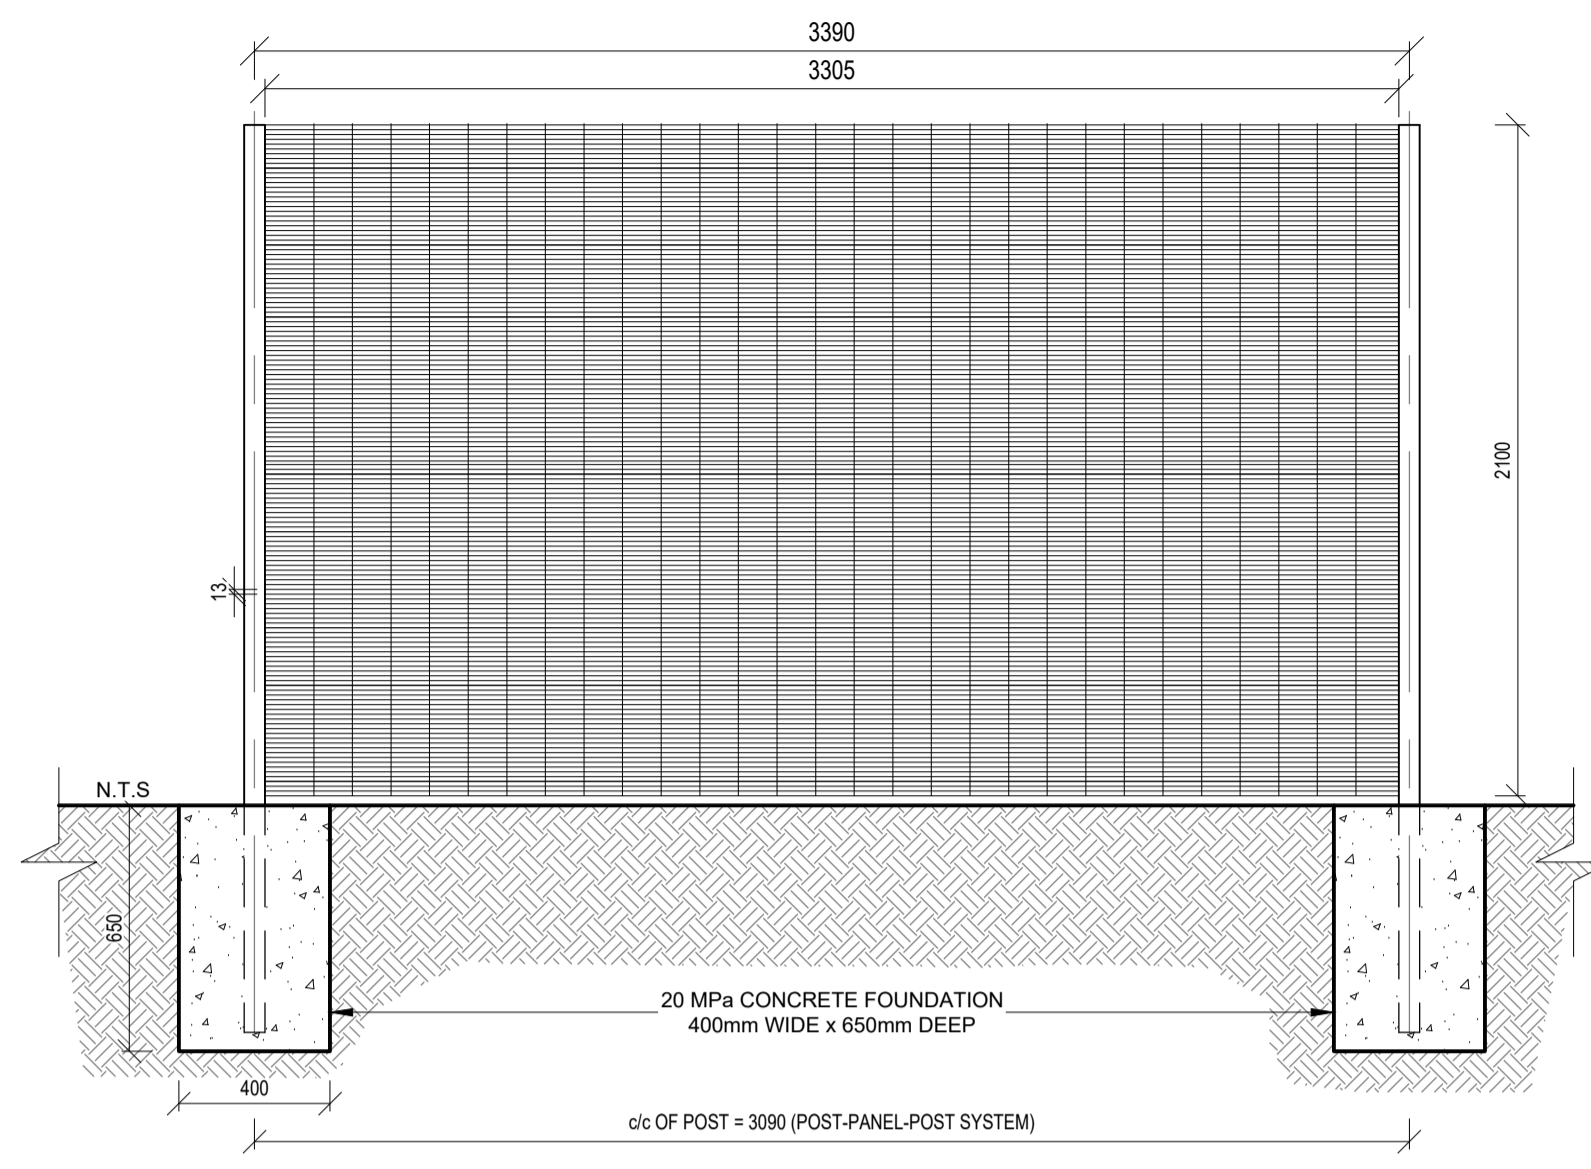 3390
3305
2100
13
N.T.S
650
20 MPa CONCRETE FOUNDATION
400mm WIDE x 650mm DEEP
400
c/c OF POST = 3090 (POST-PANEL-POST SYSTEM)